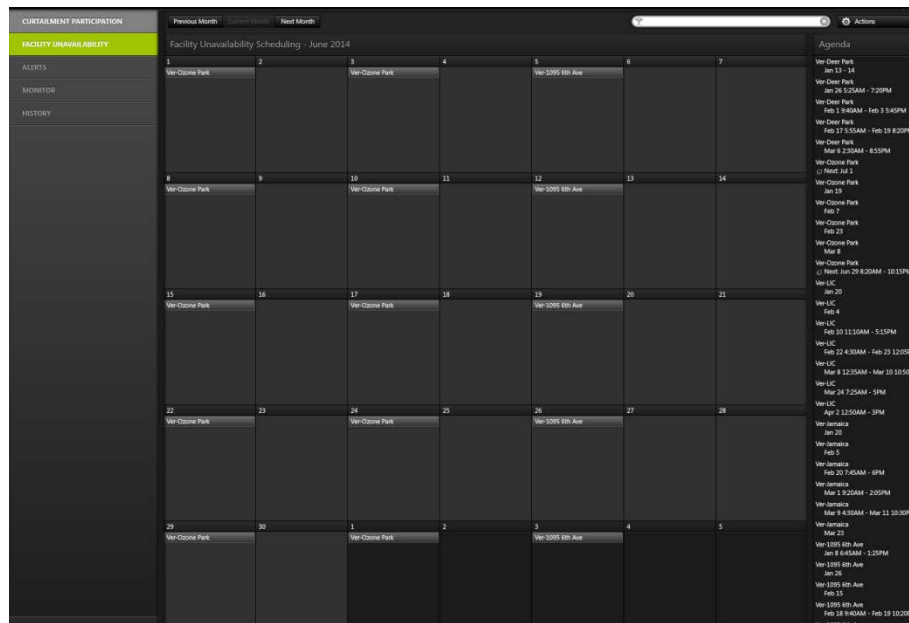 CURTAILMENT PARTICIPATION
FACILITY UNAVAILABILITY
ALERTS
MONITOR
HISTORY
Previous Month Current Month Next Month
Actions
Facility Unavailability Scheduling - June 2014
1 2 3 4 5 6 7
Ver-Ozone Park Ver-Ozone Park Ver-1095 6th Ave
8 9 10 11 12 13 14
Ver-Ozone Park Ver-Ozone Park Ver-1095 6th Ave
15 16 17 18 19 20 21
Ver-Ozone Park Ver-Ozone Park Ver-1095 6th Ave
22 23 24 25 26 27 28
Ver-Ozone Park Ver-Ozone Park Ver-1095 6th Ave
29 30 1 2 3 4 5
Ver-Ozone Park Ver-Ozone Park Ver-1095 6th Ave
Agenda
Ver-Deer Park
Jan 13 - 14
Ver-Deer Park
Jan 26 5:25AM - 7:20PM
Ver-Deer Park
Feb 1 9:40AM - Feb 3 5:45PM
Ver-Deer Park
Feb 17 5:55AM - Feb 19 8:20P
Ver-Deer Park
Mar 6 2:30AM - 8:55PM
Ver-Ozone Park
Next: Jul 1
Ver-Ozone Park
Jan 19
Ver-Ozone Park
Feb 7
Ver-Ozone Park
Feb 23
Ver-Ozone Park
Mar 8
Ver-Ozone Park
Next: Jun 29 8:20AM - 10:15PM
Ver-LIC
Jan 20
Ver-LIC
Feb 4
Ver-LIC
Feb 10 11:10AM - 5:15PM
Ver-LIC
Feb 22 4:30AM - Feb 23 12:05
Ver-LIC
Mar 8 12:35AM - Mar 10 10:50
Ver-LIC
Mar 24 7:25AM - 5PM
Ver-LIC
Apr 2 12:50AM - 3PM
Ver-Jamaica
Jan 20
Ver-Jamaica
Feb 5
Ver-Jamaica
Feb 20 7:45AM - 6PM
Ver-Jamaica
Mar 1 9:20AM - 2:05PM
Ver-Jamaica
Mar 9 4:30AM - Mar 11 10:30P
Ver-Jamaica
Mar 23
Ver-1095 6th Ave
Jan 8 6:45AM - 1:25PM
Ver-1095 6th Ave
Jan 26
Ver-1095 6th Ave
Feb 15
Ver-1095 6th Ave
Feb 18 9:40AM - Feb 19 10:20